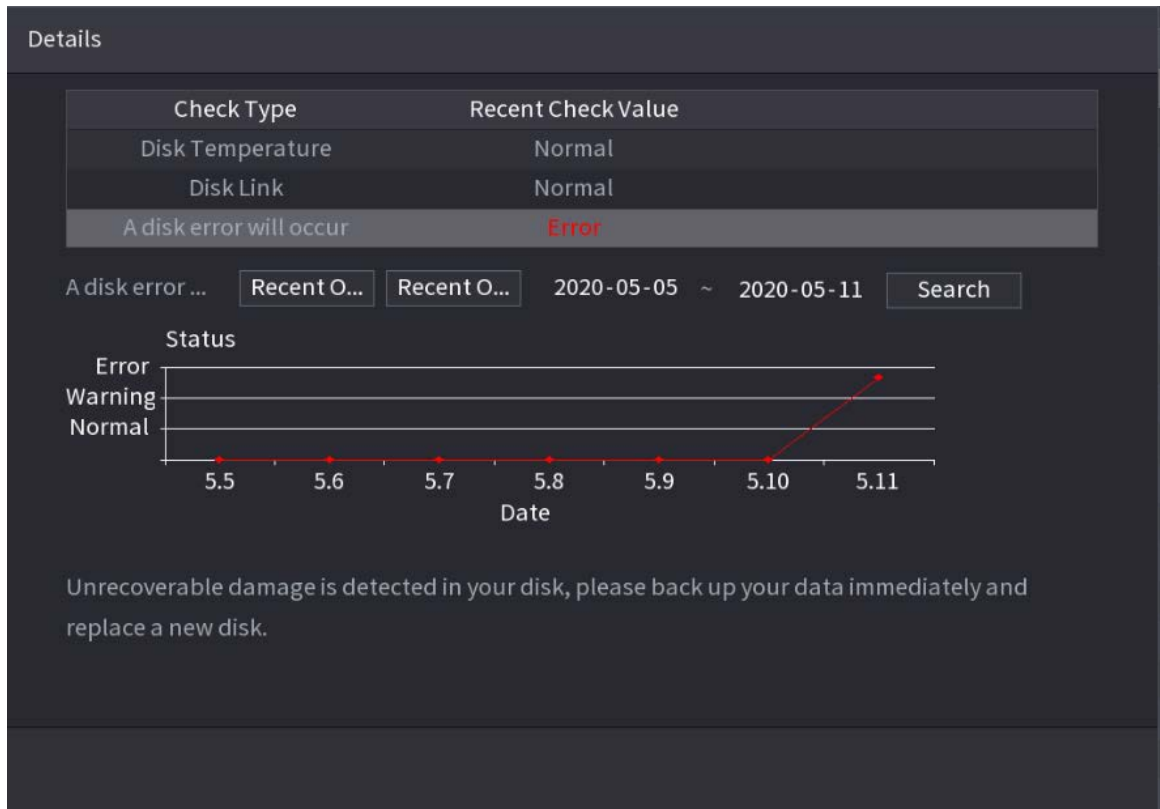 Details
Check Type Recent Check Value
Disk Temperature Normal
Disk Link Normal
A disk error will occur Error
A disk error ... Recent O... Recent O... 2020-05-05 ~ 2020-05-11 Search
Status
Error
Warning
Normal
5.5 5.6 5.7 5.8 5.9 5.10 5.11
Date
Unrecoverable damage is detected in your disk, please back up your data immediately and
replace a new disk.